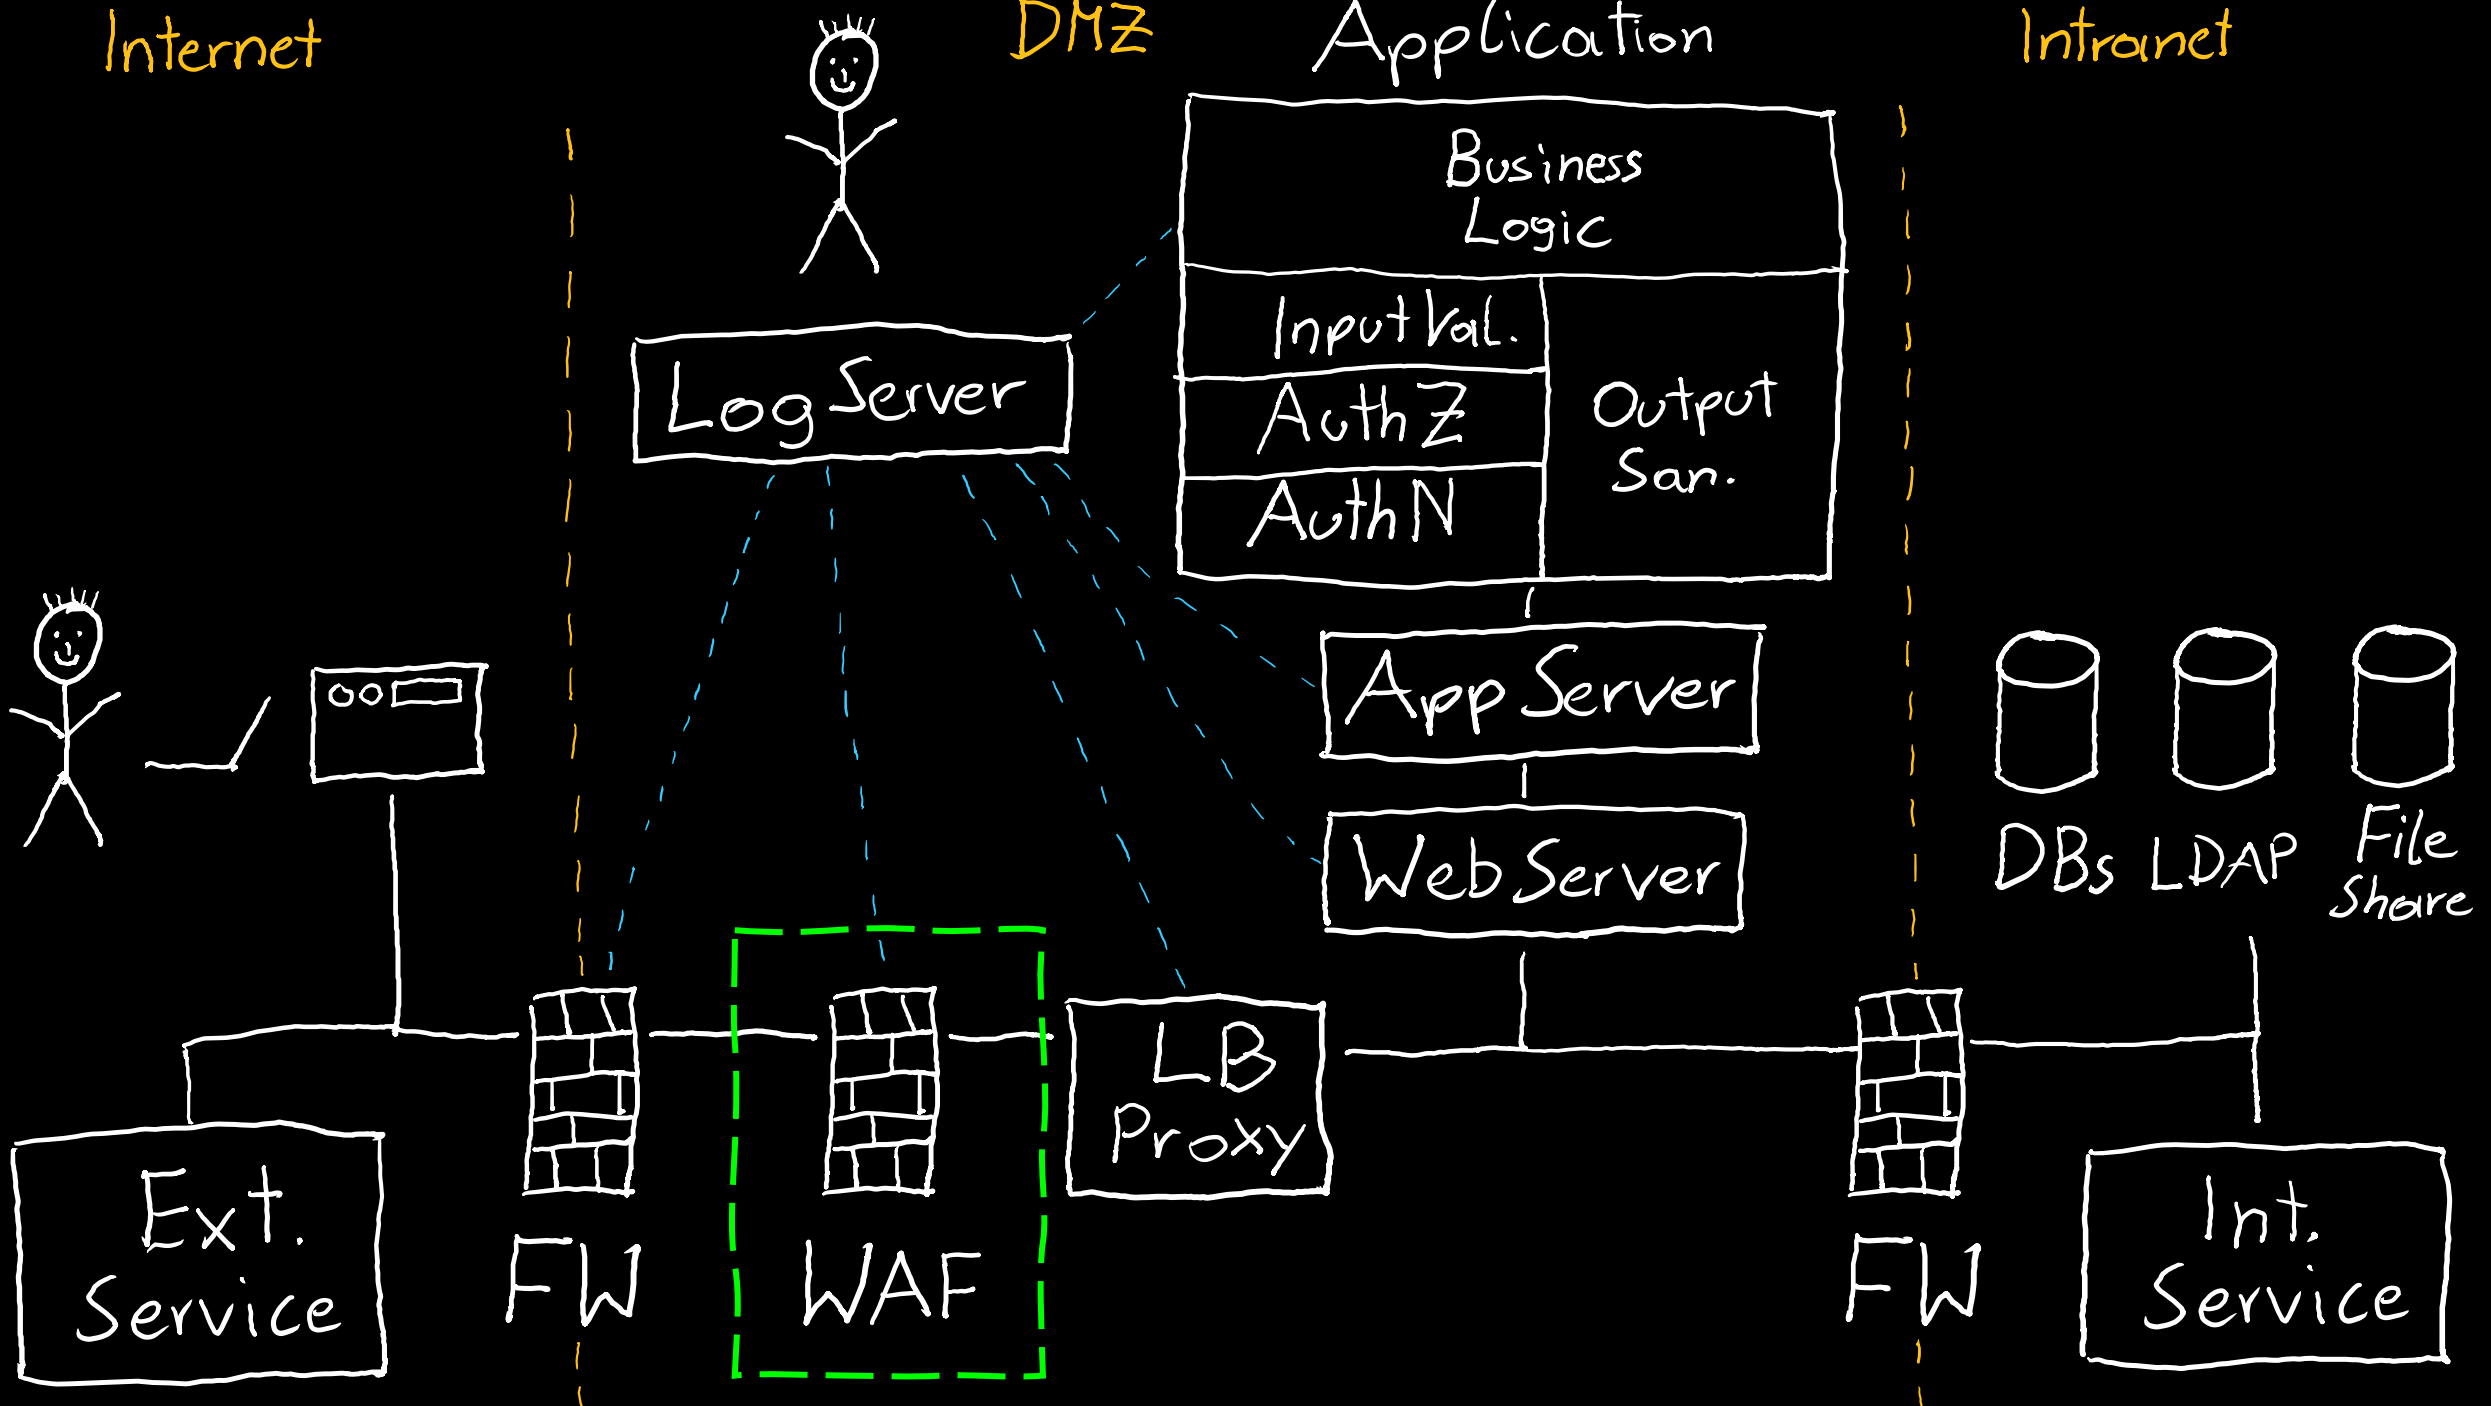 Internet
DMZ
Application
Intranet
Business
Logic
Input Val.
AuthZ
AuthN
Output
San.
Log Server
App Server
Web Server
DBs
LDAP
File
Share
LB
Proxy
Ext.
Service
FW
WAF
FW
Int.
Service